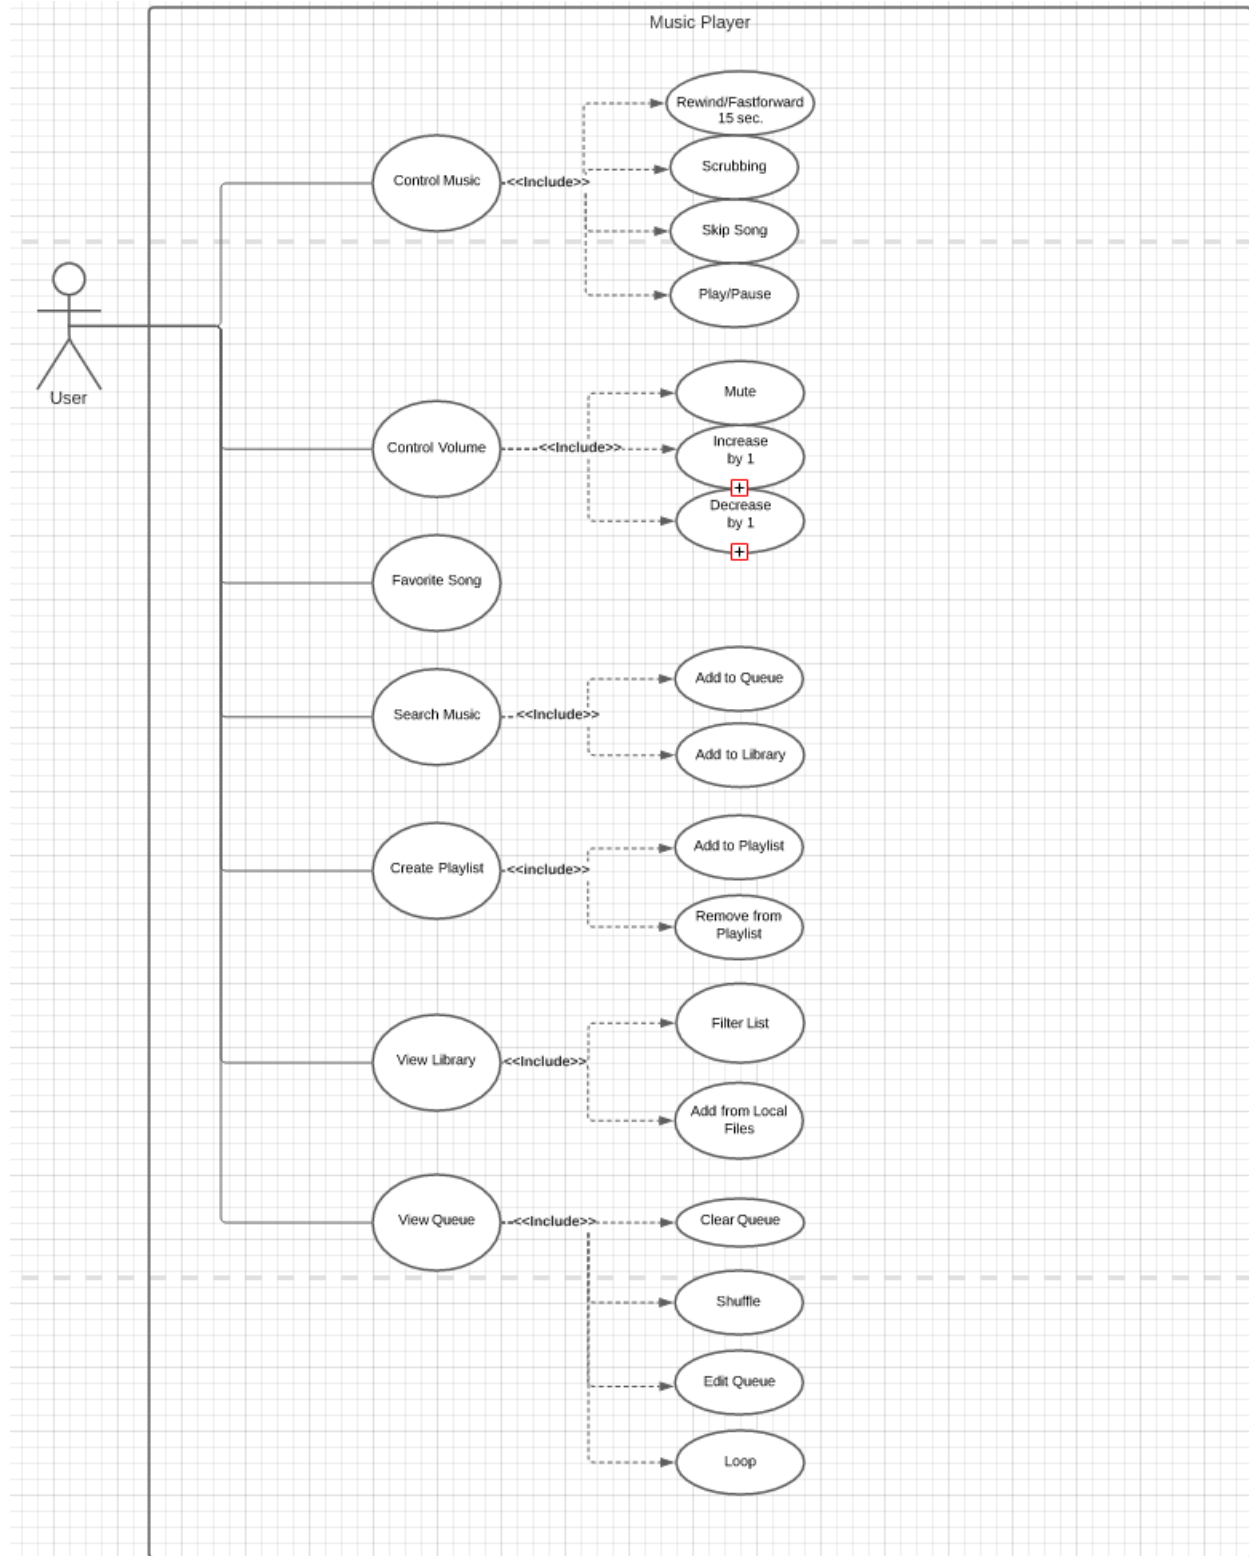 Music Player
Rewind/Fastforward
15 sec.
Control Music
<<Include>>
Scrubbing
Skip Song
Play/Pause
User
Mute
Control Volume
<<Include>>
Increase
by 1
Decrease
by 1
Favorite Song
Add to Queue
Search Music
<<Include>>
Add to Library
Add to Playlist
Create Playlist
<<include>>
Remove from
Playlist
Filter List
View Library
<<Include>>
Add from Local
Files
View Queue
<<Include>>
Clear Queue
Shuffle
Edit Queue
Loop